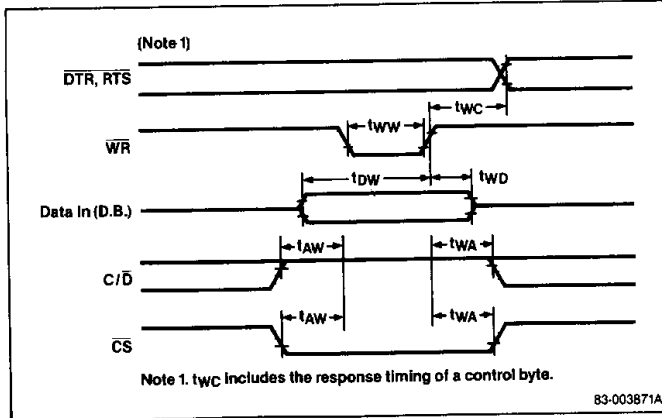 (Note 1)
DTR, RTS
tWC
tWW
WR
tDW
tWD
Data In (D.B.)
tAW
tWA
C/D
tAW
tWA
CS
Note 1. tWC includes the response timing of a control byte.
83-003871A